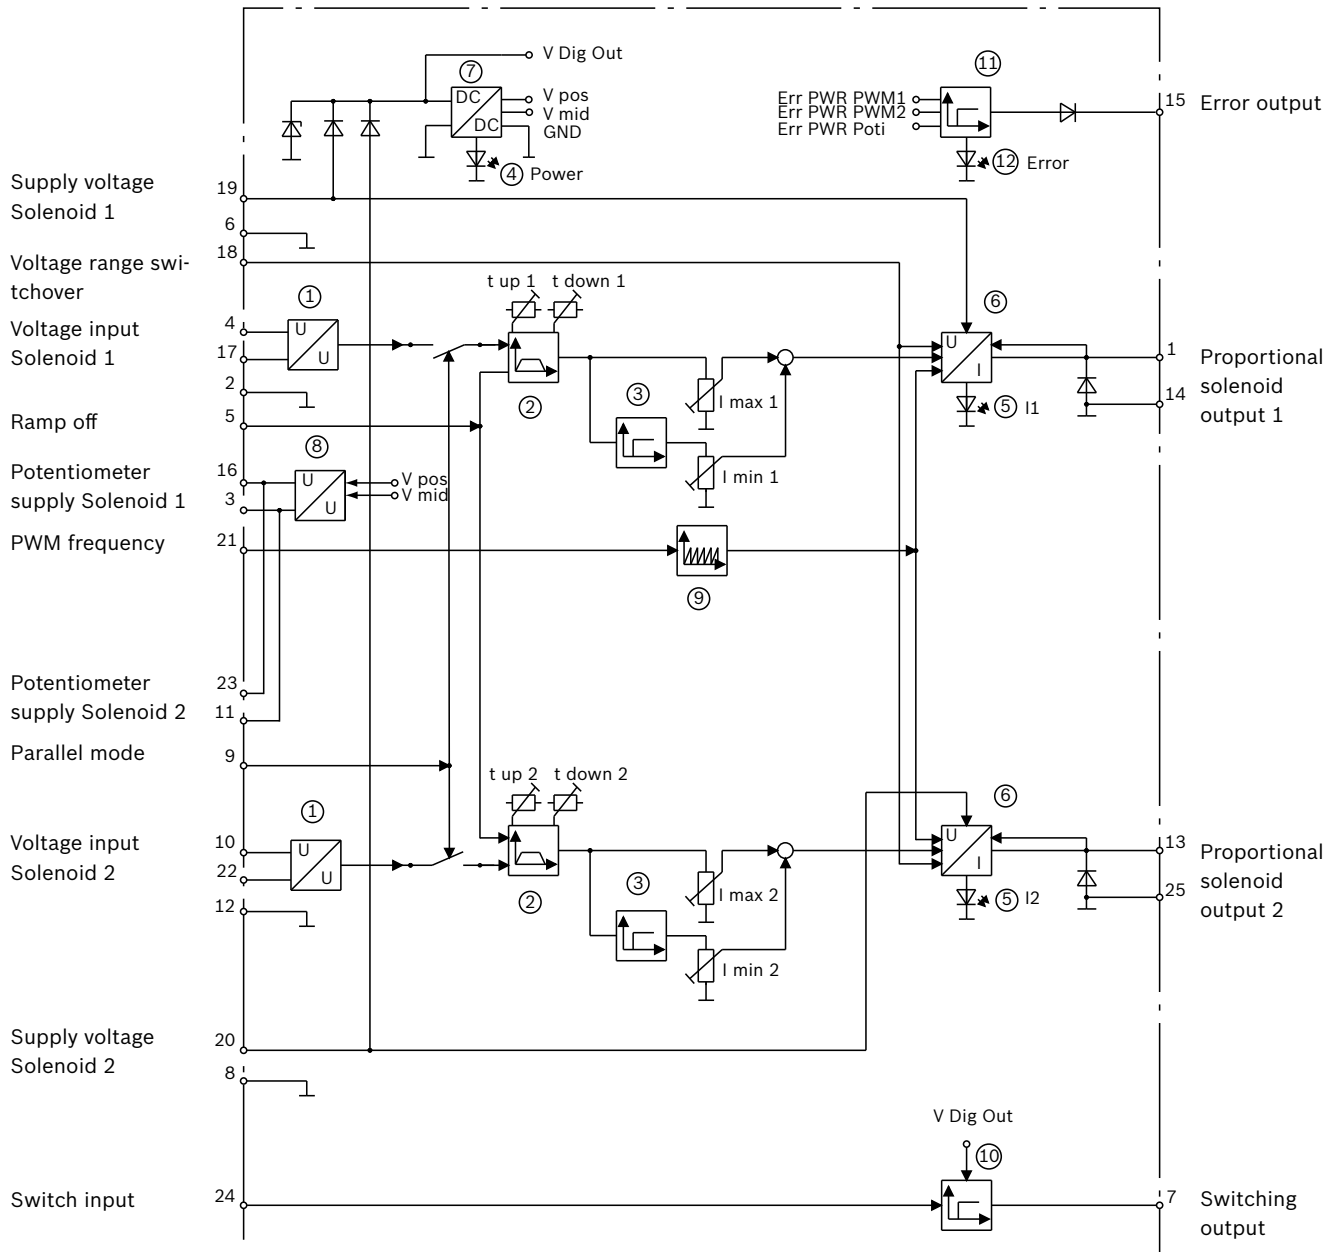 V Dig Out
7
11
DC
DC
V pos
V mid
GND
Err PWR PWM1
Err PWR PWM2
Err PWR Poti
15 Error output
4 Power
12 Error
Supply voltage
Solenoid 1
19
6
18
Voltage range swi-
tchover
t up 1 t down 1
1
6
Voltage input
Solenoid 1
4
17
U
U
U
I
1
14
Proportional
solenoid
output 1
2
2
3
I max 1
5 I1
Ramp off
5
8
I min 1
Potentiometer
supply Solenoid 1
16
3
U
U
V pos
V mid
PWM frequency
21
9
Potentiometer
supply Solenoid 2
23
11
Parallel mode
9
t up 2 t down 2
1
6
Voltage input
Solenoid 2
10
22
U
U
U
I
13
25
Proportional
solenoid
output 2
12
2
3
I max 2
5 I2
I min 2
Supply voltage
Solenoid 2
20
8
V Dig Out
10
Switch input
24
7
Switching
output